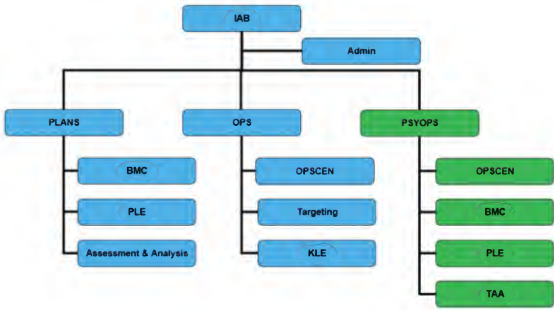 IAB
Admin
PLANS
OPS
PSYOPS
BMC
OPSCEN
OPSCEN
PLE
Targeting
BMC
Assessment & Analysis
KLE
PLE
TAA